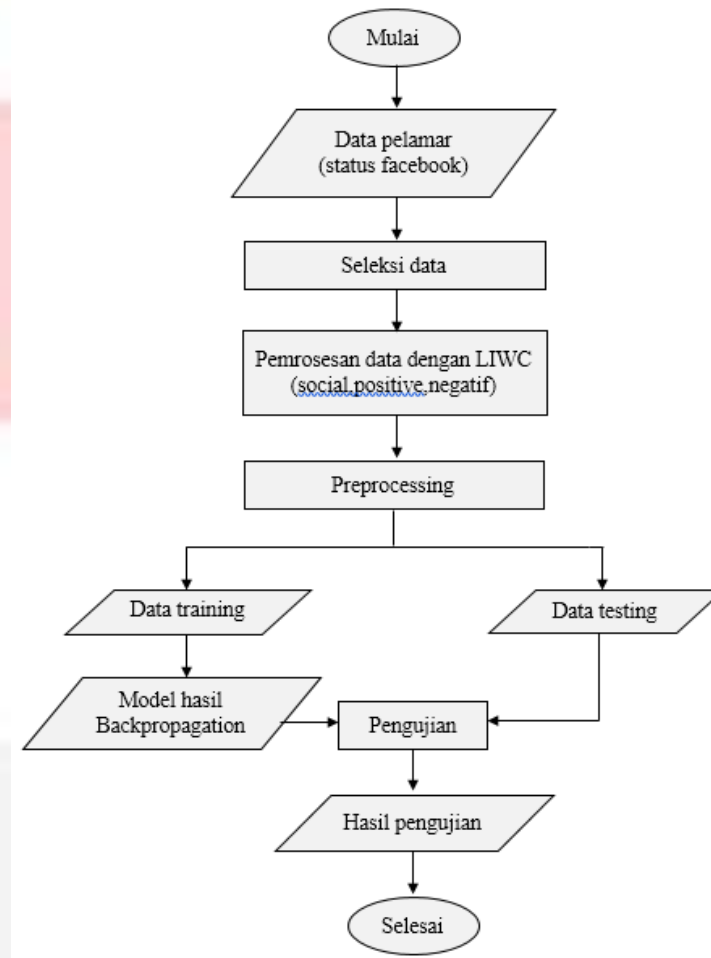 Mulai
Data pelamar
(status facebook)
Seleksi data
Pemrosesan data dengan LIWC
(social,positive,negatif)
Preprocessing
Data training
Data testing
Model hasil
Backpropagation
Pengujian
Hasil pengujian
Selesai